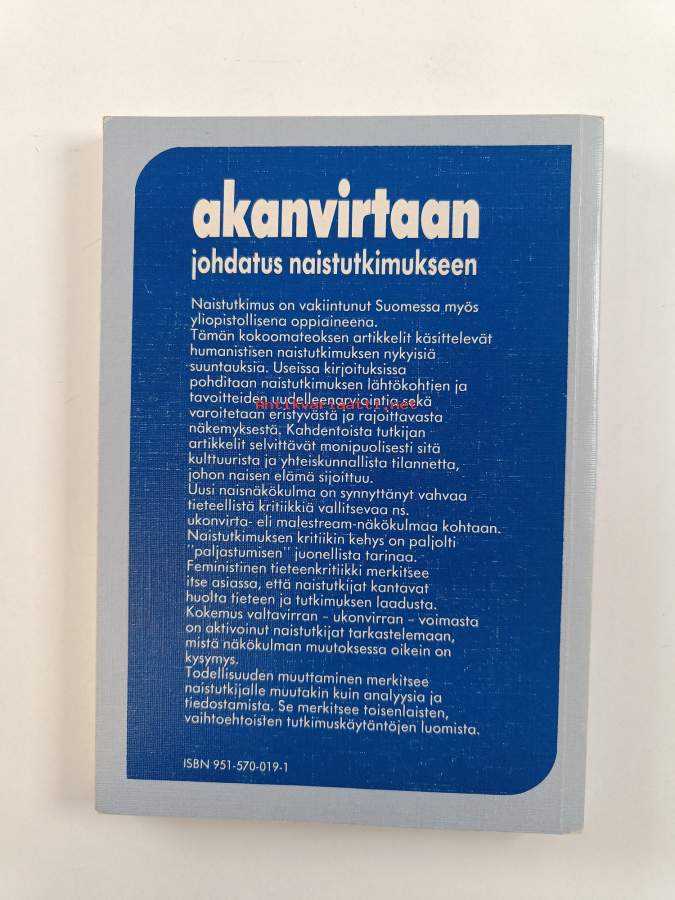 akanvirtaan
johdatus naistutkimukseen
Naistutkimus on vakiintunut Suomessa myös
yliopistollisena oppiaineena.
Tämän kokoomateoksen artikkelit käsittelevät
humanistisen naistutkimuksen nykyisiä
suuntauksia. Useissa kirjoituksissa
pohditaan naistutkimuksen lähtökohtien ja
tavoitteiden uudelleenarviointia sekä
Antikvariaatti.net
varoitetaan eristyvästä ja rajoittavasta
näkemyksestä. Kahdentoista tutkijan
artikkelit selvittävät monipuolisesti sitä
kulttuurista ja yhteiskunnallista tilannetta,
johon naisen elämä sijoittuu.
Uusi naisnäkökulma on synnyttänyt vahvaa
tieteellistä kritiikkiä vallitsevaa ns.
ukonvirta- eli malestream-näkökulmaa kohtaan.
Naistutkimuksen kritiikin kehys on paljolti
"paljastumisen" juonellista tarinaa.
Feministinen tieteenkritiikki merkitsee
itse asiassa, että naistutkijat kantavat
huolta tieteen ja tutkimuksen laadusta.
Kokemus valtavirran – ukonvirran – voimasta
on aktivoinut naistutkijat tarkastelemaan,
mistä näkökulman muutoksessa oikein on
kysymys.
Todellisuuden muuttaminen merkitsee
naistutkijalle muutakin kuin analyysia ja
tiedostamista. Se merkitsee toisenlaisten,
vaihtoehtoisten tutkimuskäytäntöjen luomista.
ISBN 951-570-019-1